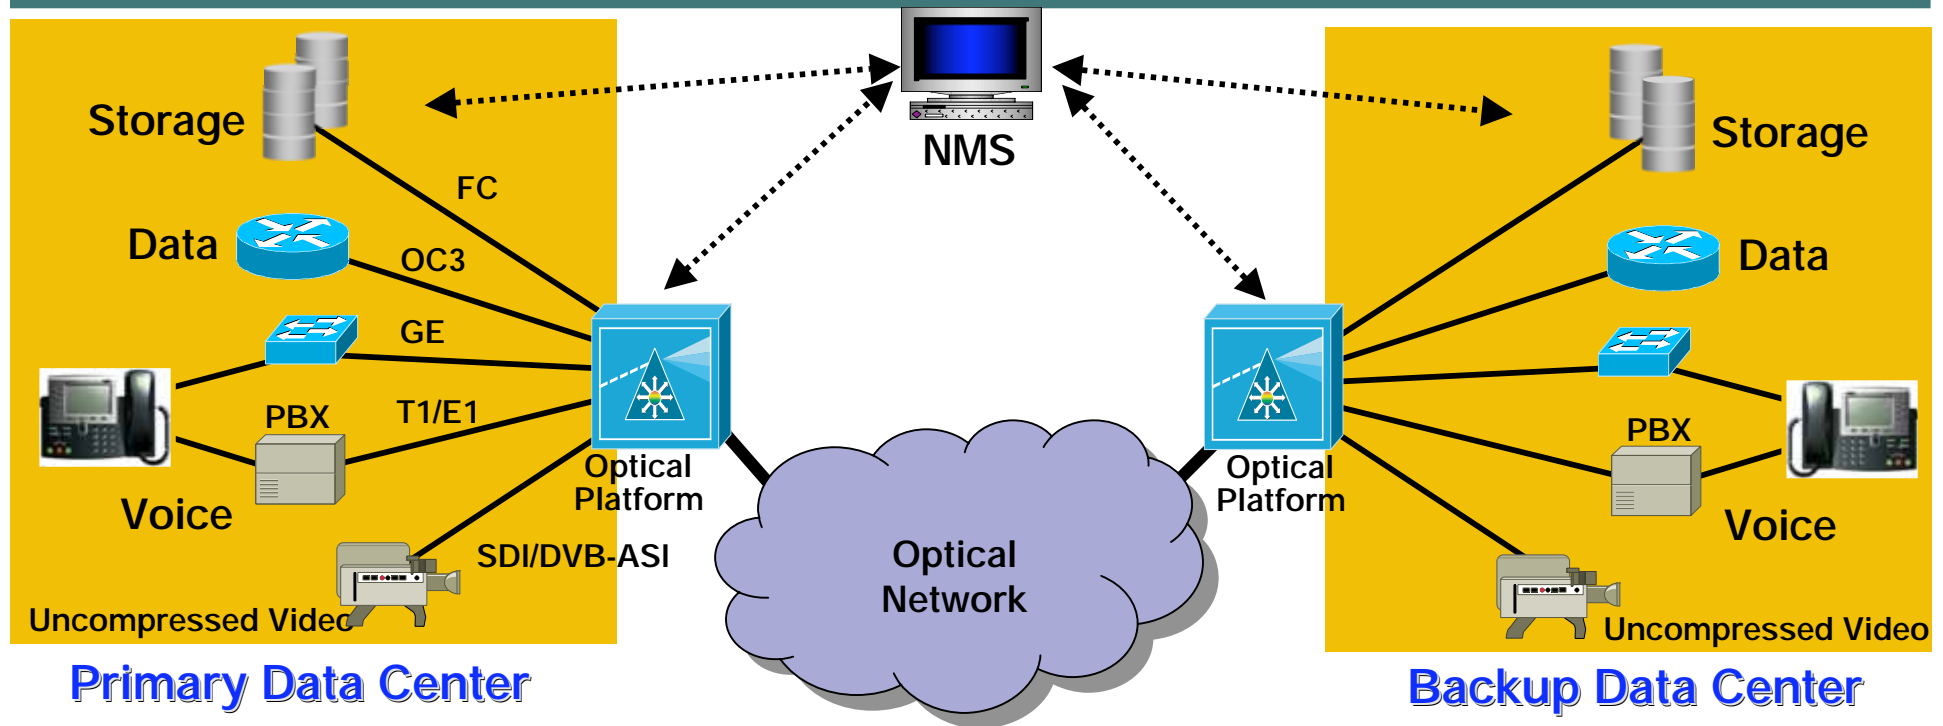 NMS
Storage
FC
Data
OC3
GE
PBX
T1/E1
Voice
SDI/DVB-ASI
Uncompressed Video
Optical
Platform
Primary Data Center
Optical
Network
Optical
Platform
Storage
Data
PBX
Voice
Uncompressed Video
Backup Data Center